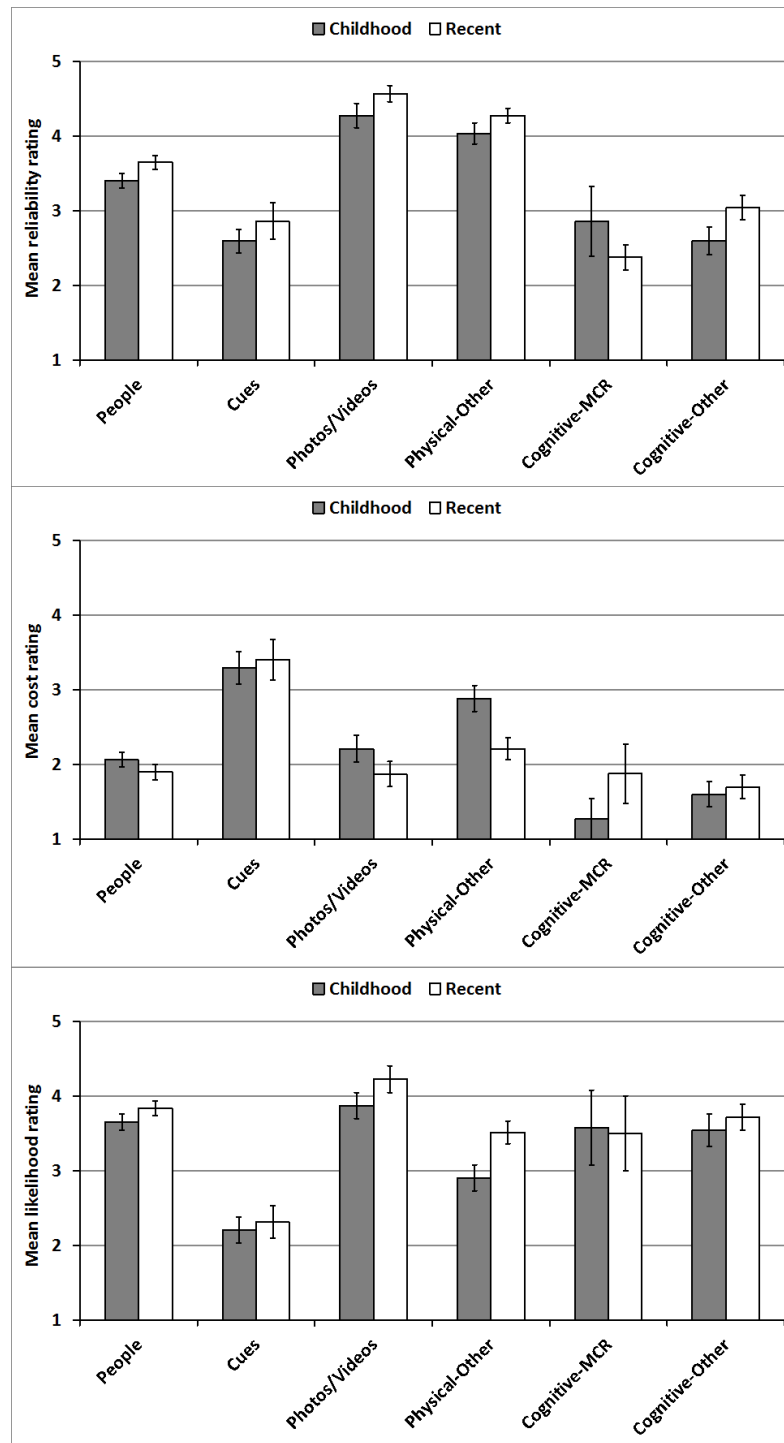 Childhood Recent
5
4
3
2
1
Mean reliability rating
People
Cues
Photos/Videos
Physical-Other
Cognitive-MCR
Cognitive-Other
Childhood Recent
5
4
3
2
1
Mean cost rating
People
Cues
Photos/Videos
Physical-Other
Cognitive-MCR
Cognitive-Other
Childhood Recent
5
4
3
2
1
Mean likelihood rating
People
Cues
Photos/Videos
Physical-Other
Cognitive-MCR
Cognitive-Other